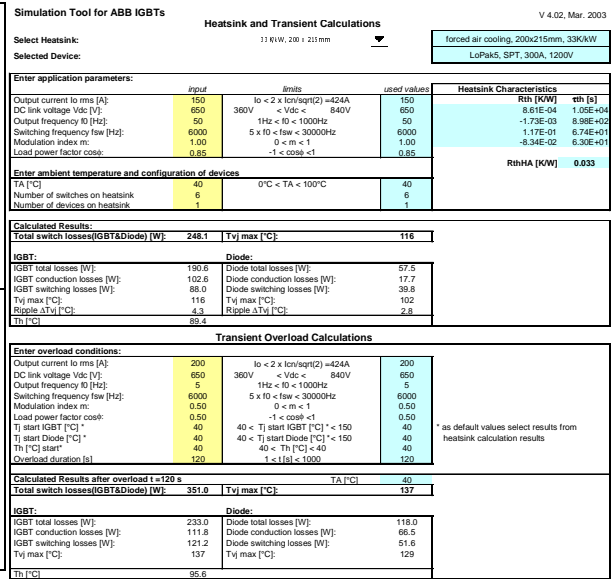 Simulation Tool for ABB IGBTs
V 4.02, Mar. 2003
Heatsink and Transient Calculations
Select Heatsink: 33 K/kW, 200 x 215 mm forced air cooling, 200x215mm, 33K/kW
Selected Device: LoPak5, SPT, 300A, 1200V
Enter application parameters:
input limits used values Heatsink Characteristics
Output current Io rms [A]: 150 Io < 2 x Icn/sqrt(2) =424A 150 Rth [K/W] τth [s]
DC link voltage Vdc [V]: 650 360V < Vdc < 840V 650 8.61E-04 1.05E+04
Output frequency f0 [Hz]: 50 1Hz < f0 < 1000Hz 50 -1.73E-03 8.98E+02
Switching frequency fsw [Hz]: 6000 5 x f0 < fsw < 30000Hz 6000 1.17E-01 6.74E+01
Modulation index m: 1.00 0 < m < 1 1.00 -8.34E-02 6.30E+01
Load power factor cosφ: 0.85 -1 < cosφ <1 0.85
RthHA [K/W] 0.033
Enter ambient temperature and configuration of devices
TA [°C] 40 0°C < TA < 100°C 40
Number of switches on heatsink 6 6
Number of devices on heatsink 1 1
Calculated Results:
Total switch losses(IGBT&Diode) [W]: 248.1 Tvj max [°C]: 116
IGBT: Diode:
IGBT total losses [W]: 190.6 Diode total losses [W]: 57.5
IGBT conduction losses [W]: 102.6 Diode conduction losses [W]: 17.7
IGBT switching losses [W]: 88.0 Diode switching losses [W]: 39.8
Tvj max [°C]: 116 Tvj max [°C]: 102
Ripple ΔTvj [°C]: 4.3 Ripple ΔTvj [°C]: 2.8
Th [°C] 89.4
Transient Overload Calculations
Enter overload conditions:
Output current Io rms [A]: 200 Io < 2 x Icn/sqrt(2) =424A 200
DC link voltage Vdc [V]: 650 360V < Vdc < 840V 650
Output frequency f0 [Hz]: 5 1Hz < f0 < 1000Hz 5
Switching frequency fsw [Hz]: 6000 5 x f0 < fsw < 30000Hz 6000
Modulation index m: 0.50 0 < m < 1 0.50
Load power factor cosφ: 0.50 -1 < cosφ <1 0.50
Tj start IGBT [°C] * 40 40 < Tj start IGBT [°C] * < 150 40 * as default values select results from
Tj start Diode [°C] * 40 40 < Tj start Diode [°C] * < 150 40 heatsink calculation results
Th [°C] start* 40 40 < Th [°C] < 40 40
Overload duration [s] 120 1 < t [s] < 1000 120
Calculated Results after overload t =120 s TA [°C] 40
Total switch losses(IGBT&Diode) [W]: 351.0 Tvj max [°C]: 137
IGBT: Diode:
IGBT total losses [W]: 233.0 Diode total losses [W]: 118.0
IGBT conduction losses [W]: 111.8 Diode conduction losses [W]: 66.5
IGBT switching losses [W]: 121.2 Diode switching losses [W]: 51.6
Tvj max [°C]: 137 Tvj max [°C]: 129
Th [°C] 95.6